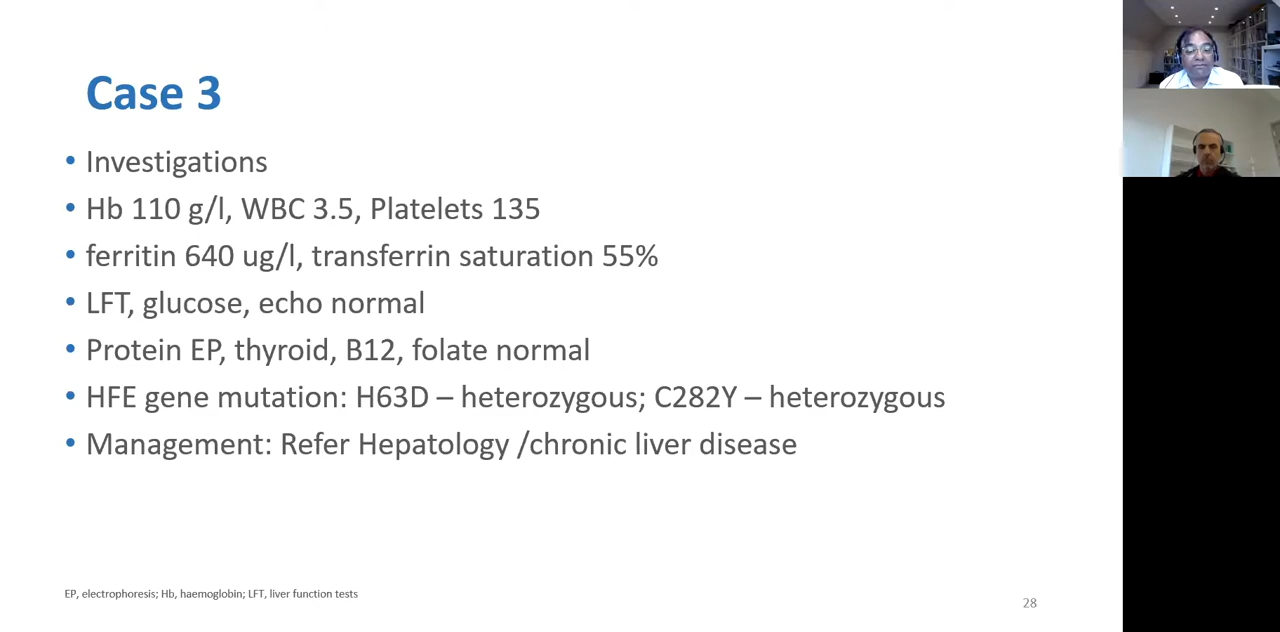 Case 3
• Investigations
• Hb 110 g/l, WBC 3.5, Platelets 135
• ferritin 640 ug/l, transferrin saturation 55%
• LFT, glucose, echo normal
• Protein EP, thyroid, B12, folate normal
• HFE gene mutation: H63D – heterozygous; C282Y – heterozygous
• Management: Refer Hepatology /chronic liver disease
EP, electrophoresis; Hb, haemoglobin; LFT, liver function tests
28